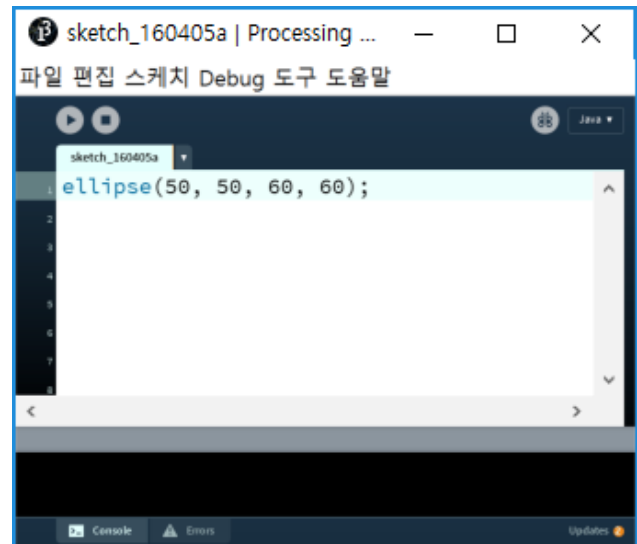 sketch_160405a | Processing ...
파일 편집 스케치 Debug 도구 도움말
Java
sketch_160405a
1 ellipse(50, 50, 60, 60);
2
3
4
5
6
7
8
Console Errors Updates 2